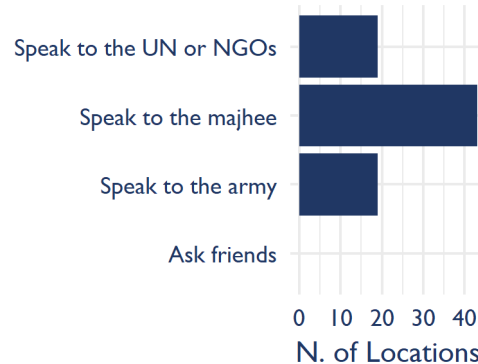 Speak to the UN or NGOs
Speak to the majhee
Speak to the army
Ask friends
0 10 20 30 40
N. of Locations